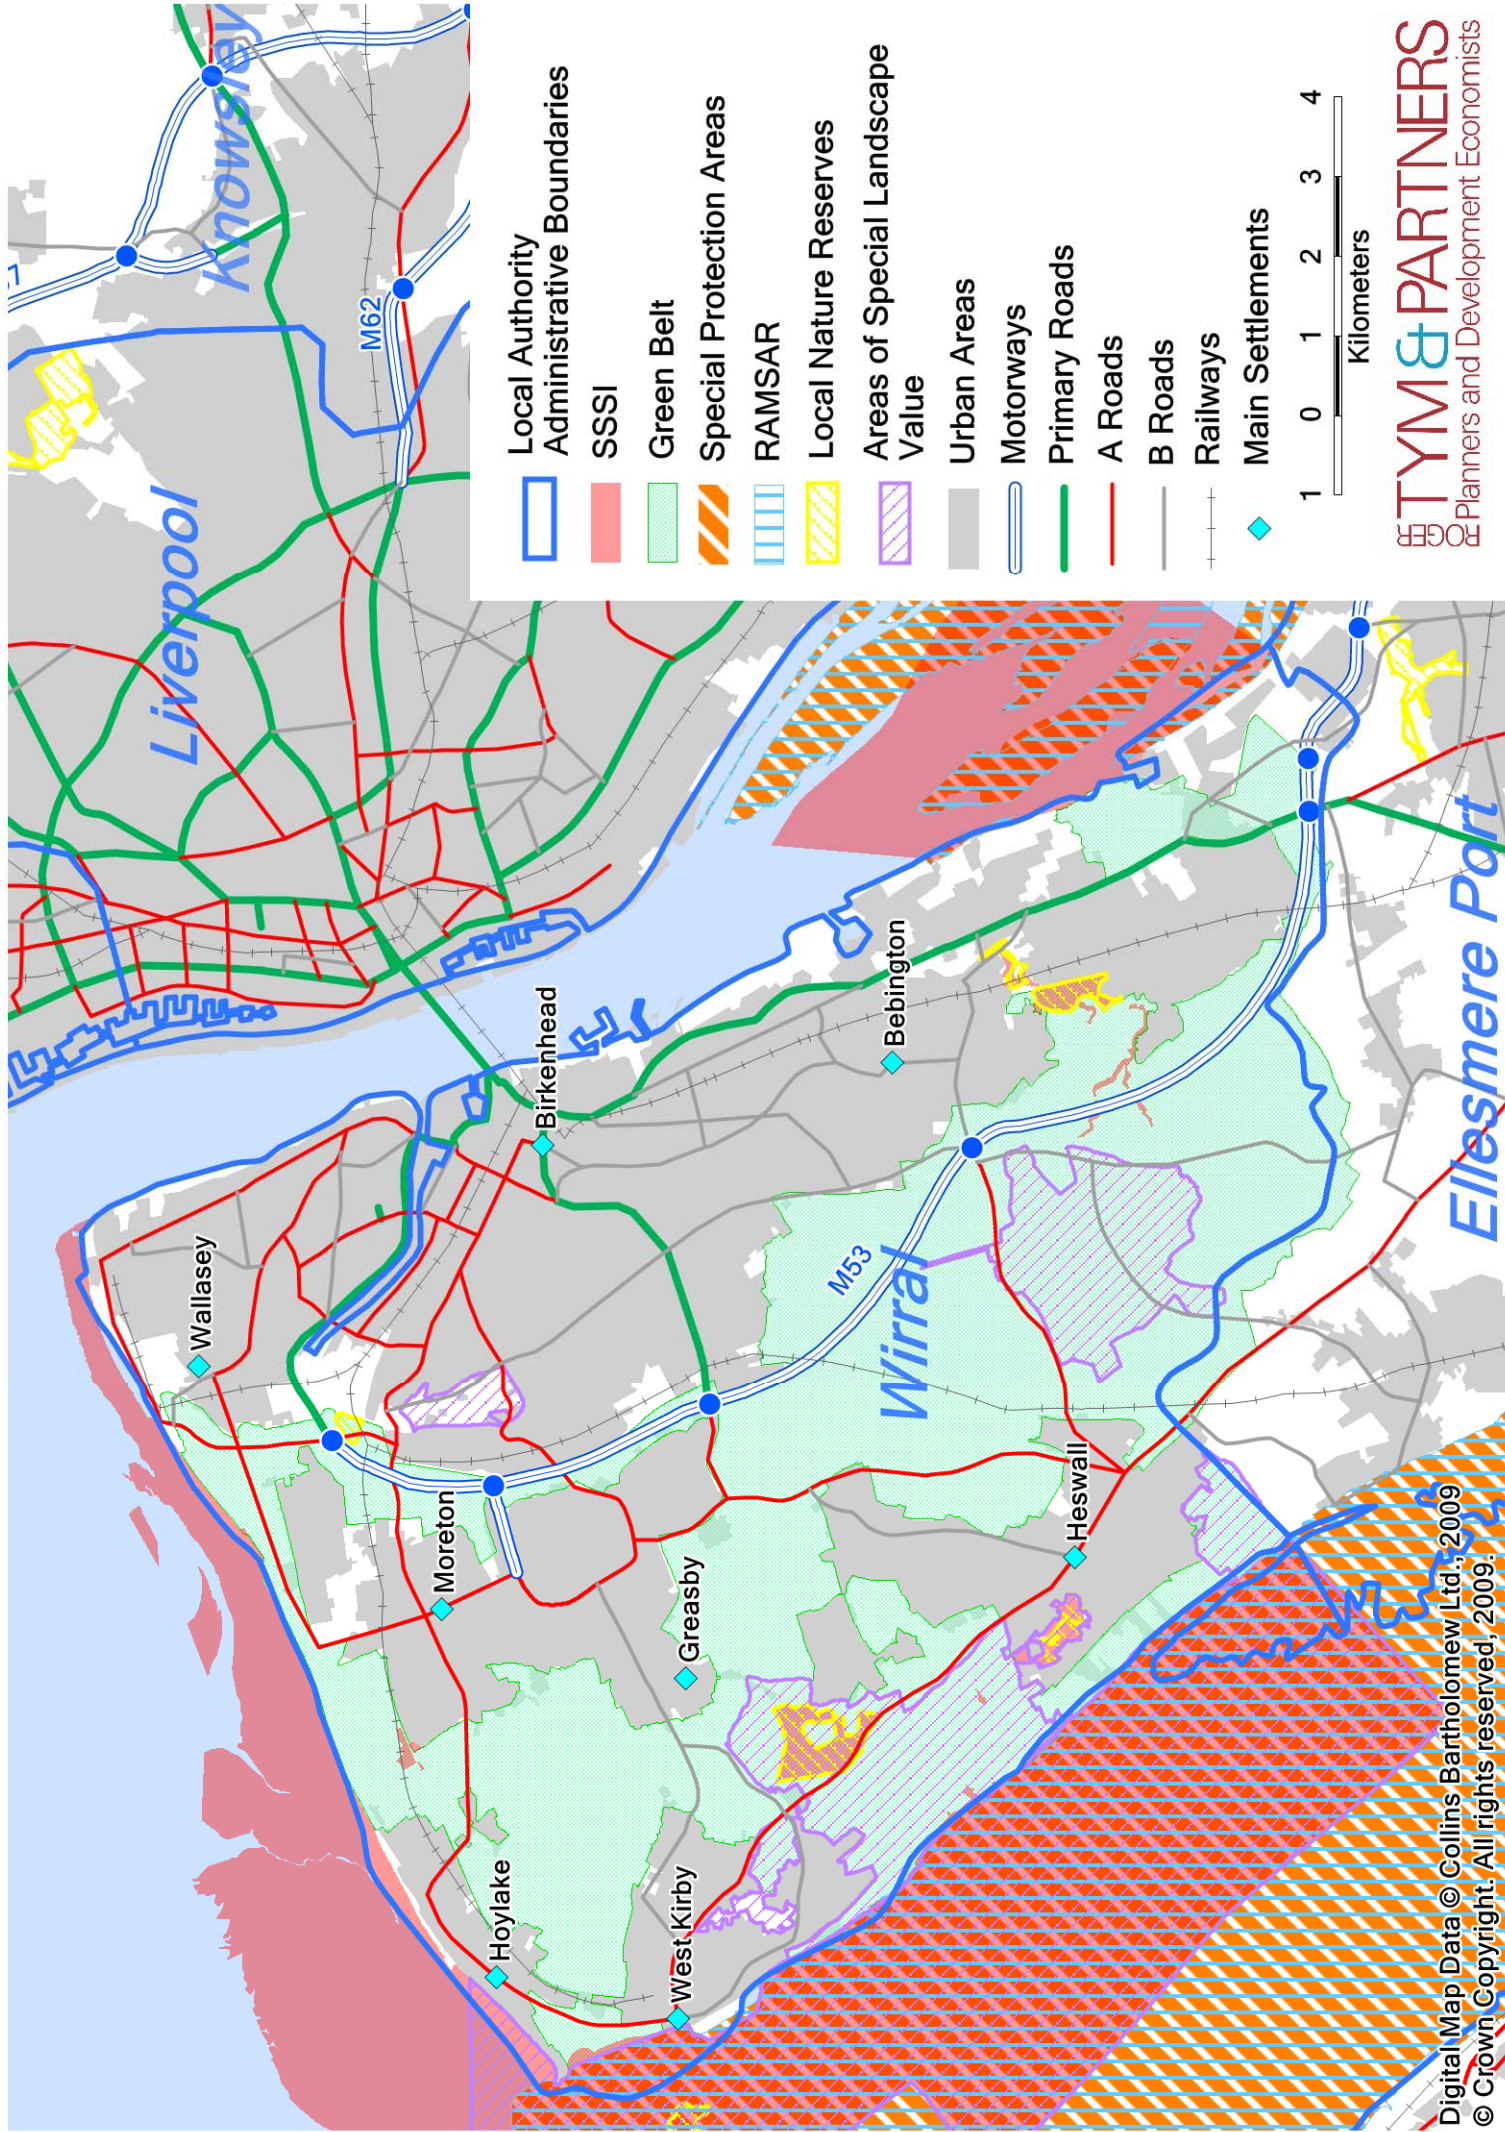 Knowsley
M62
7
Liverpool
Wallasey
Birkenhead
Bebington
Moreton
M53
Wirral
Greasby
Hoylake
West Kirby
Heswall
Ellesmere Port
Local Authority
Administrative Boundaries
SSSI
Green Belt
Special Protection Areas
RAMSAR
Local Nature Reserves
Areas of Special Landscape
Value
Urban Areas
Motorways
Primary Roads
A Roads
B Roads
Railways
Main Settlements
1 0 1 2 3 4
Kilometers
ROGER TYM & PARTNERS
Planners and Development Economists
Digital Map Data © Collins Bartholomew Ltd., 2009
© Crown Copyright. All rights reserved, 2009.